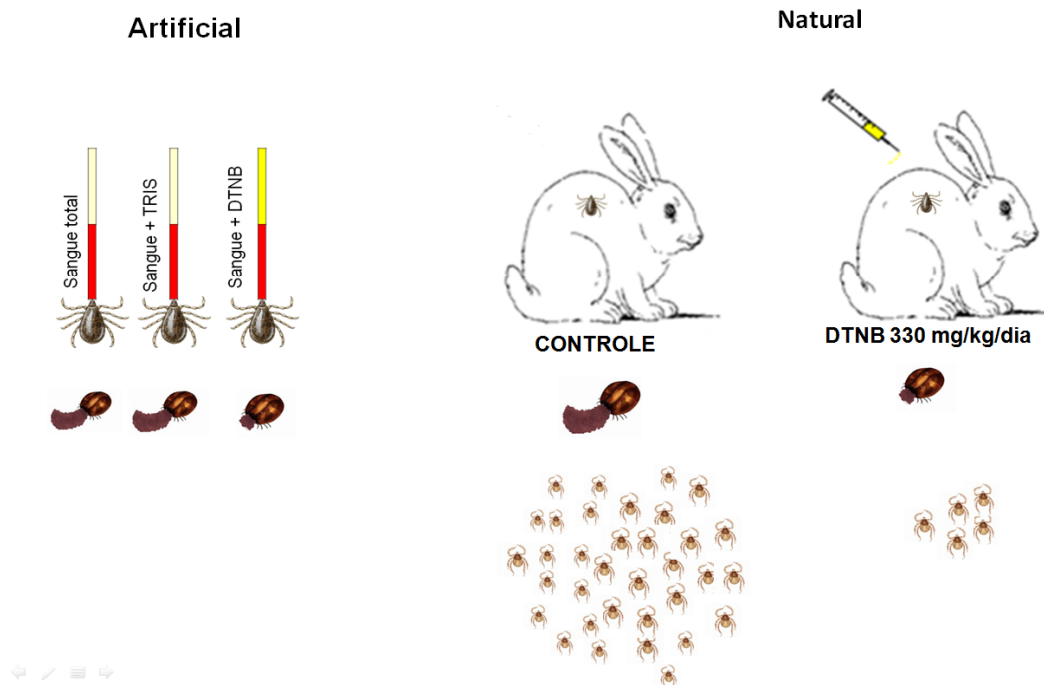 Artificial
Natural
Sangue total
Sangue + TRIS
Sangue + DTNB
CONTROLE
DTNB 330 mg/kg/dia